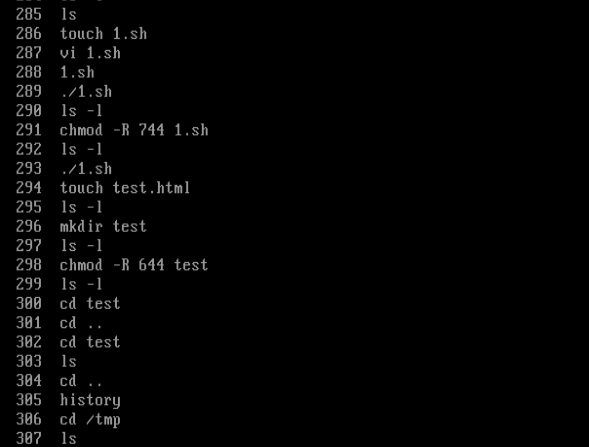 285 ls
286 touch 1.sh
287 vi 1.sh
288 1.sh
289 ./1.sh
290 ls -l
291 chmod -R 744 1.sh
292 ls -l
293 ./1.sh
294 touch test.html
295 ls -l
296 mkdir test
297 ls -l
298 chmod -R 644 test
299 ls -l
300 cd test
301 cd ..
302 cd test
303 ls
304 cd ..
305 history
306 cd /tmp
307 ls